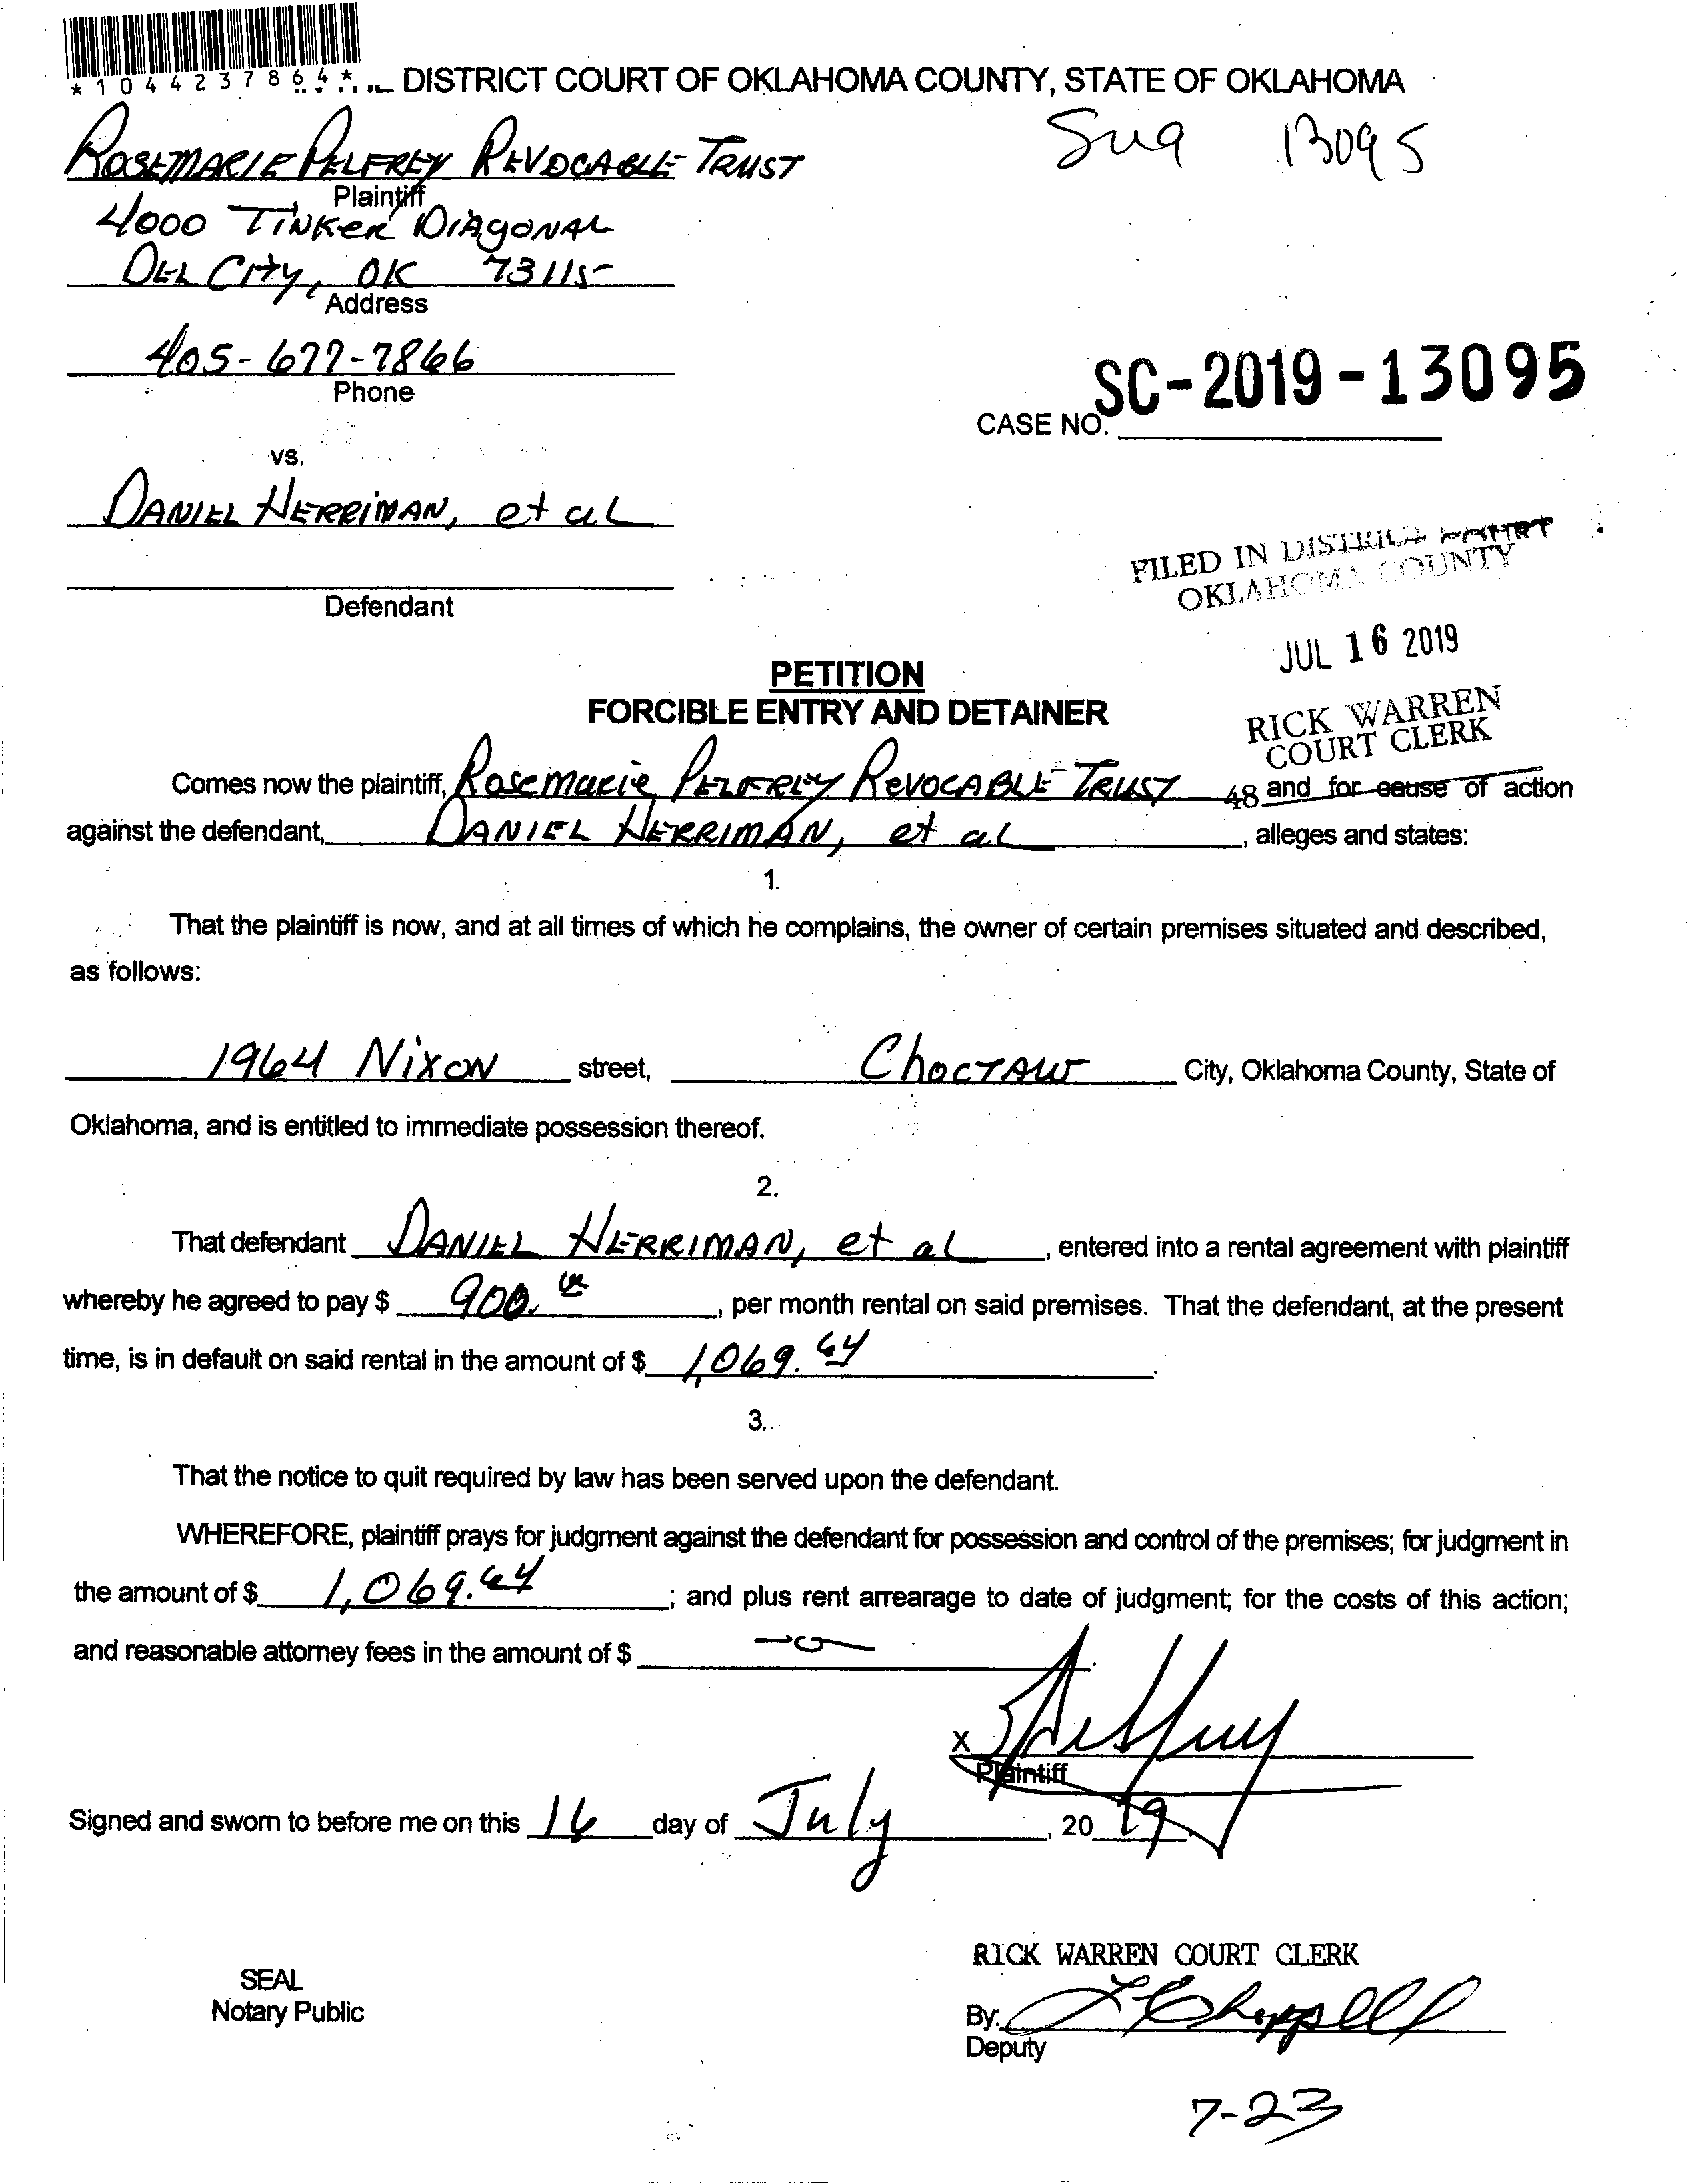 *1044237864* DISTRICT COURT OF OKLAHOMA COUNTY, STATE OF OKLAHOMA
ROSEMARIE PELFREY REVOCABLE TRUST
13095
Plaintiff
4000 TINKER DIAGONAL
DEL CITY, OK 73115
Address
405-677-7866
Phone
CASE NO. SC-2019-13095
vs.
DANIEL HERRIMAN, et al
Defendant
FILED IN DISTRICT COURT
OKLAHOMA COUNTY
JUL 16 2019
RICK WARREN
COURT CLERK
48
PETITION
FORCIBLE ENTRY AND DETAINER
Comes now the plaintiff, Rosemarie PELFREY REVOCABLE TRUST and for cause of action
against the defendant, DANIEL HERRIMAN, et al, alleges and states:
1.
That the plaintiff is now, and at all times of which he complains, the owner of certain premises situated and described,
as follows:
1964 NIXON street, CHOCTAW City, Oklahoma County, State of
Oklahoma, and is entitled to immediate possession thereof.
2.
That defendant DANIEL HERRIMAN, et al, entered into a rental agreement with plaintiff
whereby he agreed to pay $ 900., per month rental on said premises. That the defendant, at the present
time, is in default on said rental in the amount of $ 1,069.64.
3.
That the notice to quit required by law has been served upon the defendant.
WHEREFORE, plaintiff prays for judgment against the defendant for possession and control of the premises; for judgment in
the amount of $ 1,069.64; and plus rent arrearage to date of judgment; for the costs of this action;
and reasonable attorney fees in the amount of $ -0-
X
Plaintiff
Signed and sworn to before me on this 16 day of July, 2019.
RICK WARREN COURT CLERK
SEAL
Notary Public
By:
Deputy
7-23